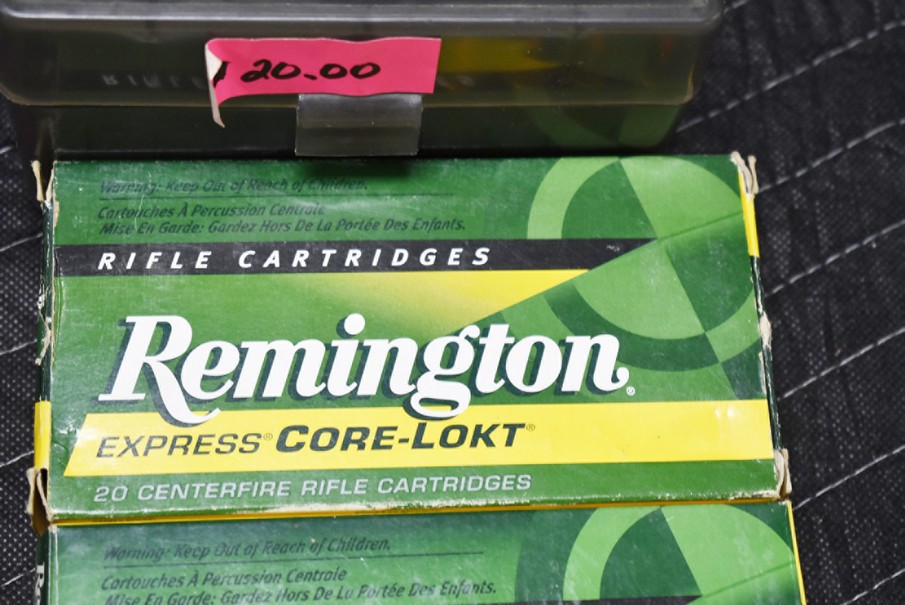 20.00
RIFLE
Warning: Keep Out of Reach of Children.
Cartouches À Percussion Centrale
Mise En Garde: Gardez Hors De La Portée Des Enfants.
RIFLE CARTRIDGES
Remington®
EXPRESS® CORE-LOKT®
20 CENTERFIRE RIFLE CARTRIDGES
Warning: Keep Out of Reach of Children.
Cartouches À Percussion Centrale
Mise En Garde: Gardez Hors De La Portée Des Enfants.